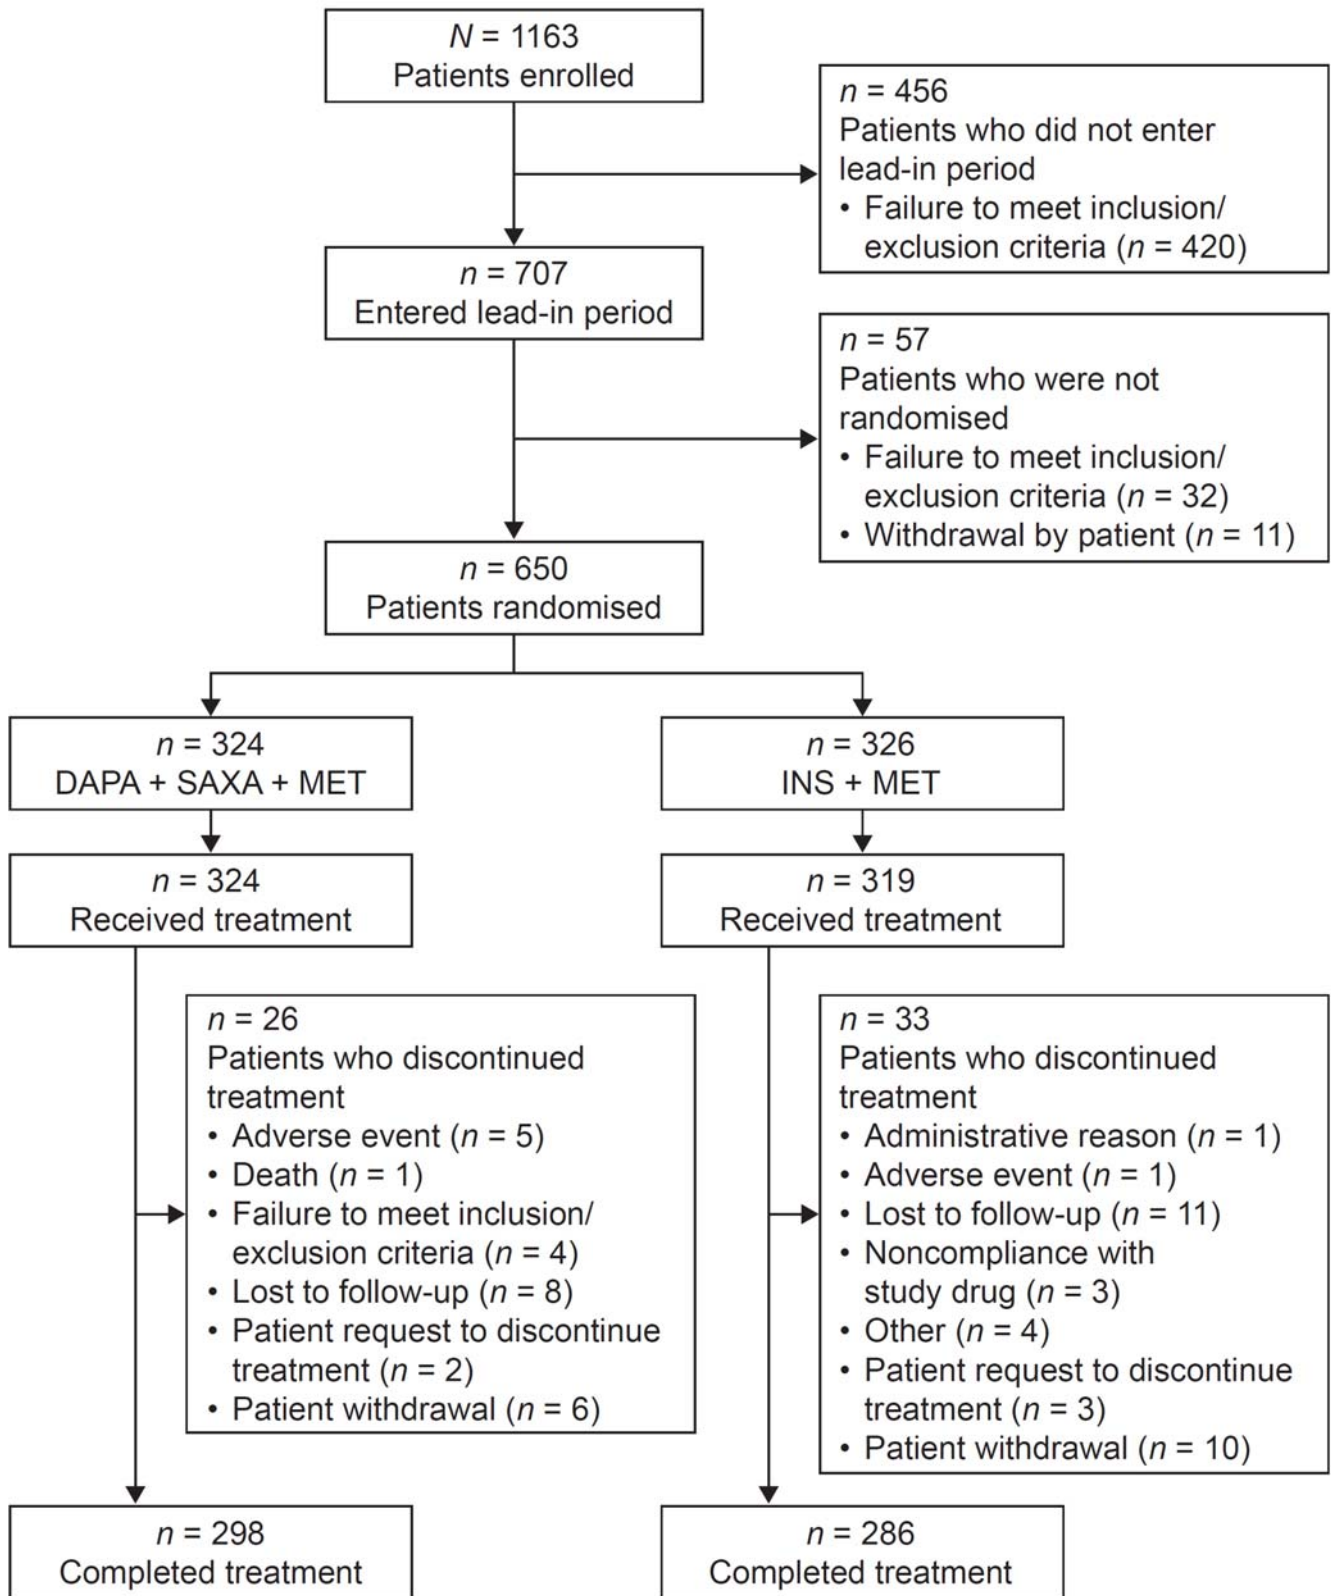 N = 1163
Patients enrolled
n = 456
Patients who did not enter
lead-in period
• Failure to meet inclusion/
exclusion criteria (n = 420)
n = 707
Entered lead-in period
n = 57
Patients who were not
randomised
• Failure to meet inclusion/
exclusion criteria (n = 32)
• Withdrawal by patient (n = 11)
n = 650
Patients randomised
n = 324
DAPA + SAXA + MET
n = 326
INS + MET
n = 324
Received treatment
n = 319
Received treatment
n = 26
Patients who discontinued
treatment
• Adverse event (n = 5)
• Death (n = 1)
• Failure to meet inclusion/
exclusion criteria (n = 4)
• Lost to follow-up (n = 8)
• Patient request to discontinue
treatment (n = 2)
• Patient withdrawal (n = 6)
n = 33
Patients who discontinued
treatment
• Administrative reason (n = 1)
• Adverse event (n = 1)
• Lost to follow-up (n = 11)
• Noncompliance with
study drug (n = 3)
• Other (n = 4)
• Patient request to discontinue
treatment (n = 3)
• Patient withdrawal (n = 10)
n = 298
Completed treatment
n = 286
Completed treatment